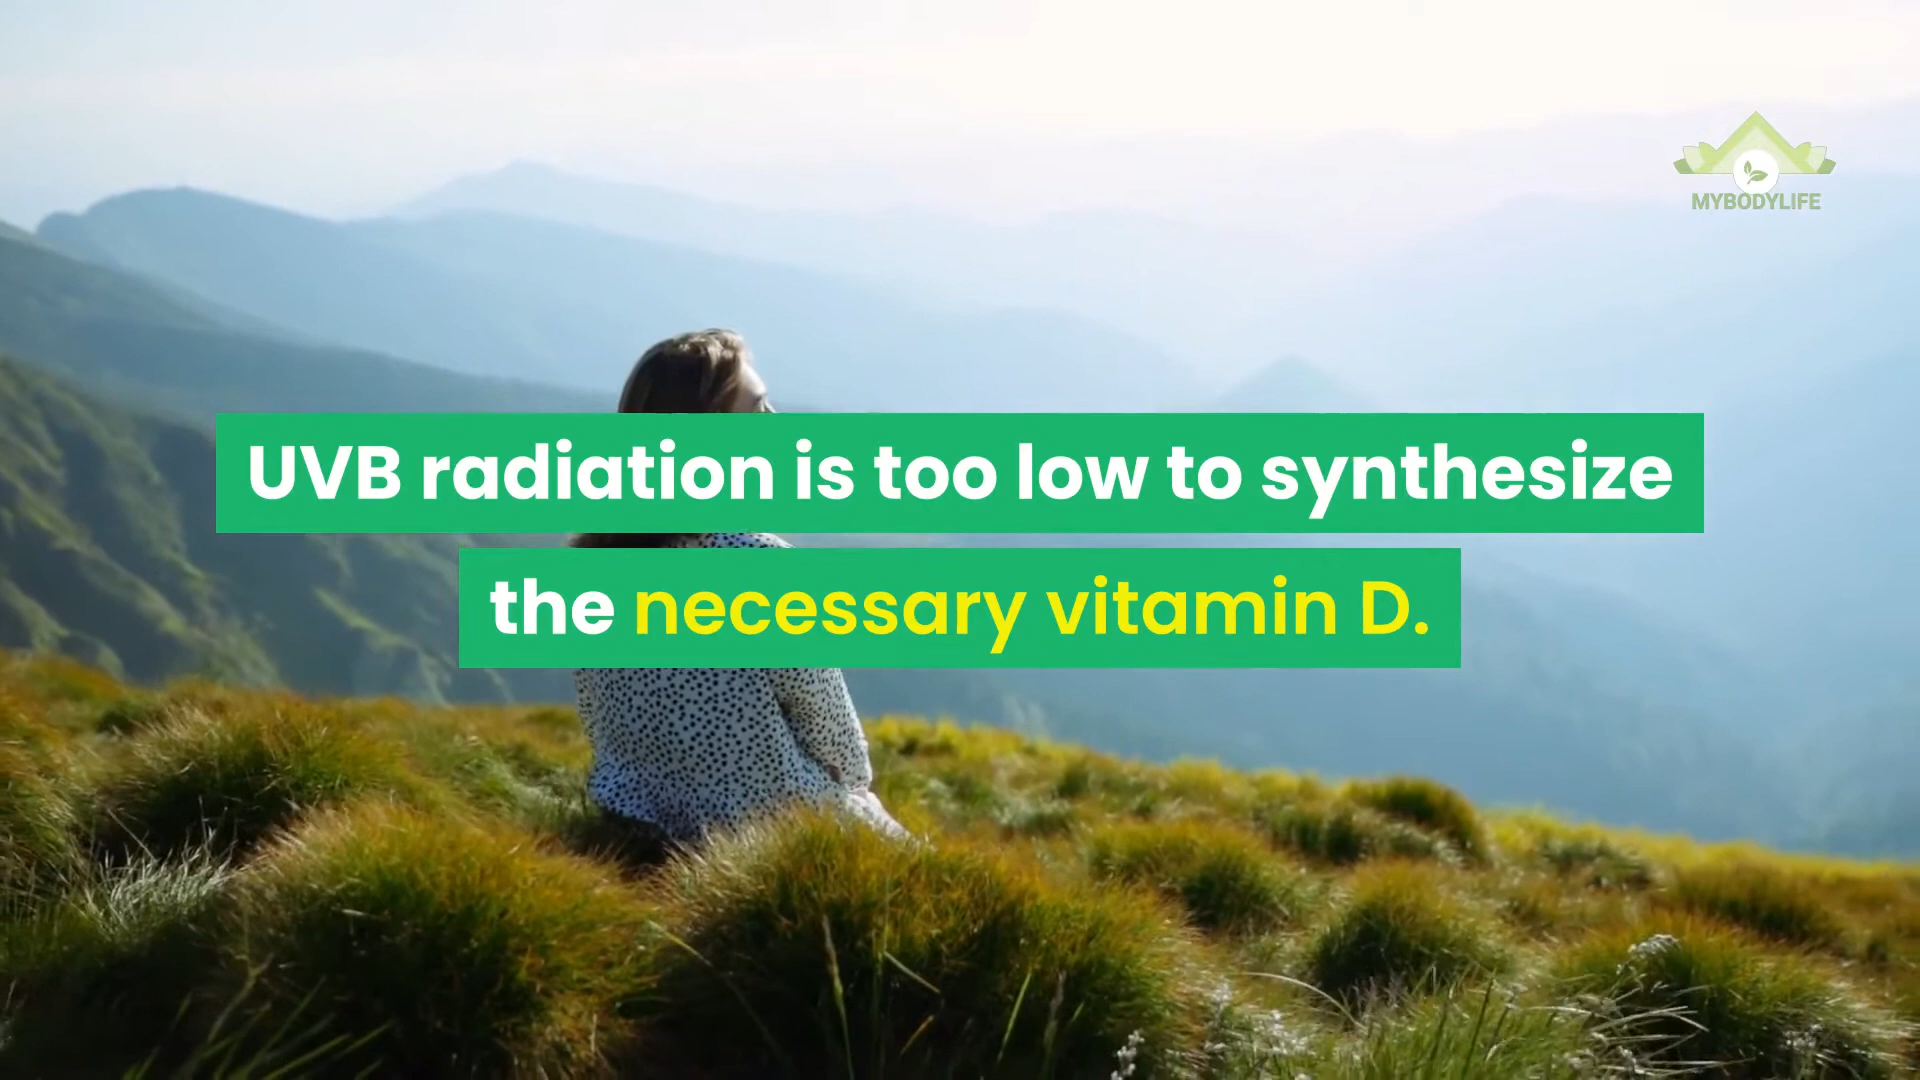 MYBODYLIFE
UVB radiation is too low to synthesize
the necessary vitamin D.